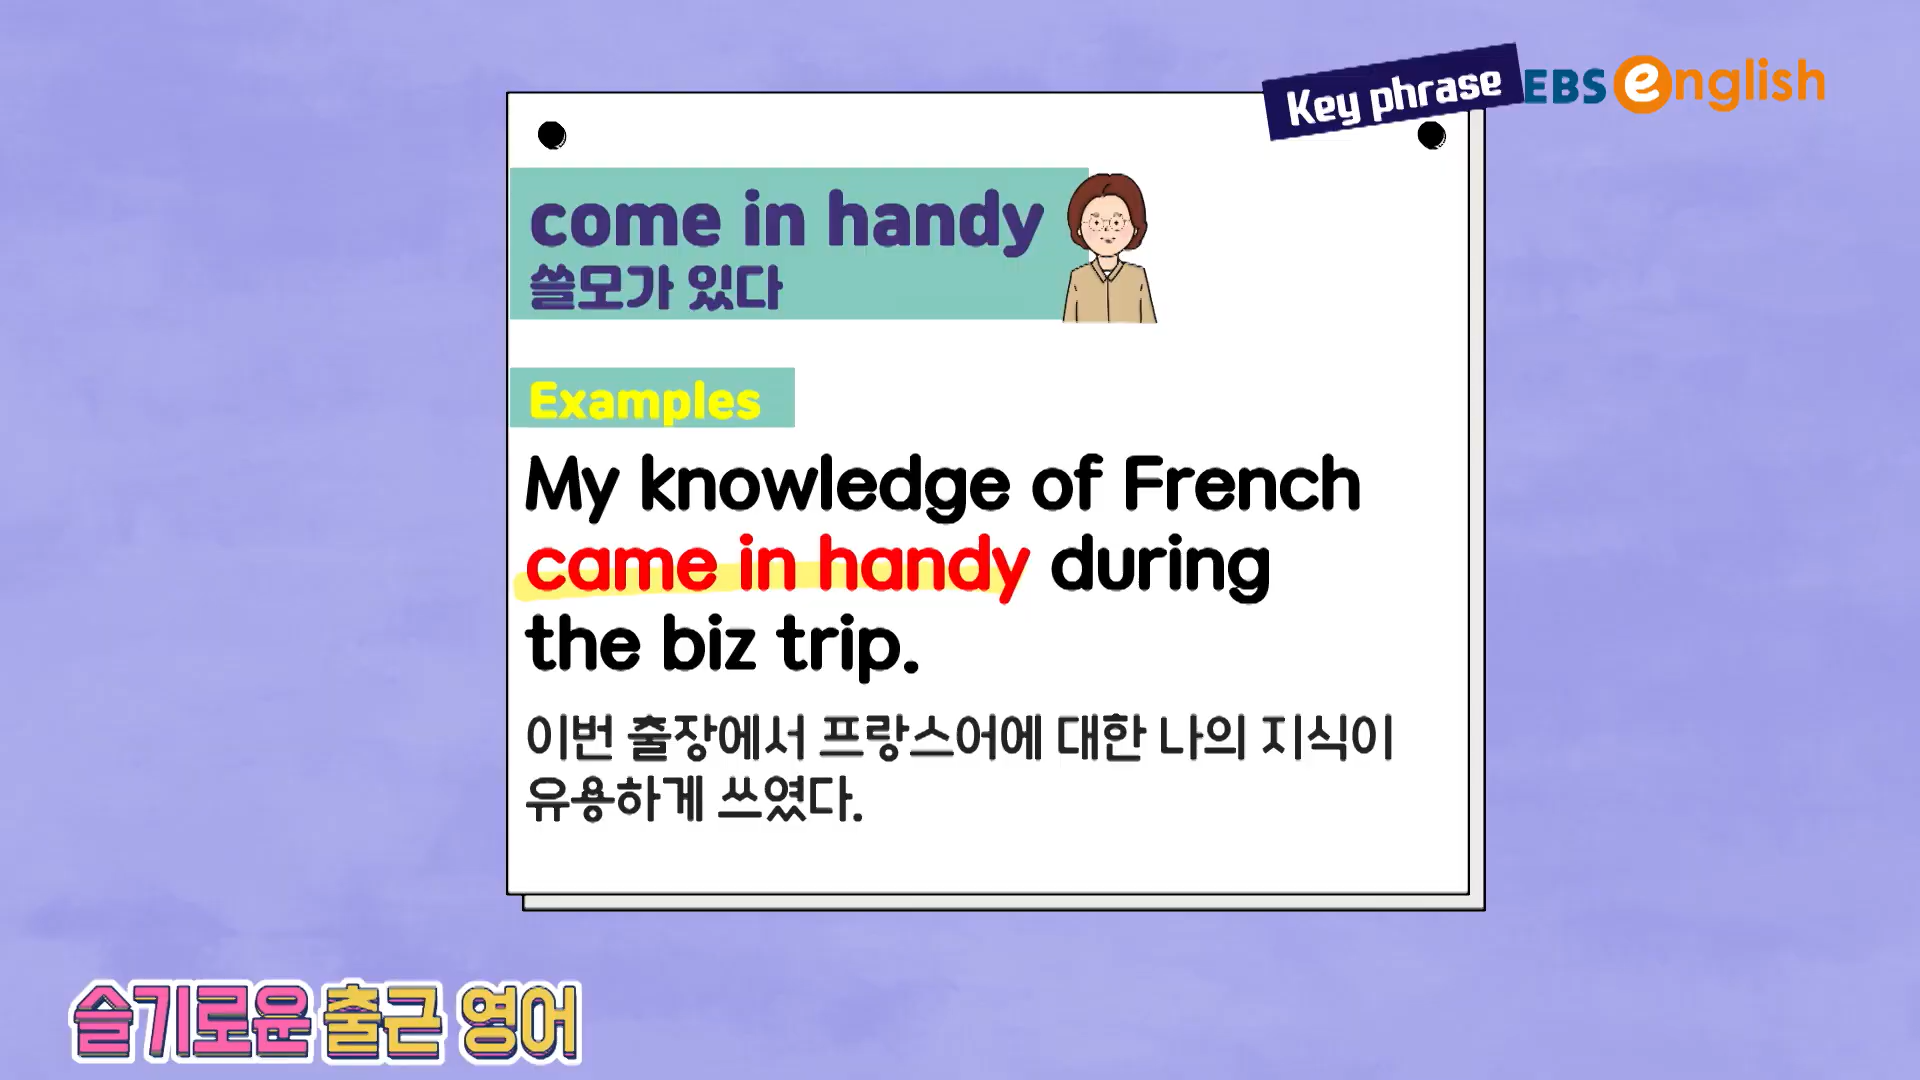 Key phrase
EBS English
come in handy
쓸모가 있다
Examples
My knowledge of French
came in handy during
the biz trip.
이번 출장에서 프랑스어에 대한 나의 지식이
유용하게 쓰였다.
슬기로운 출근 영어